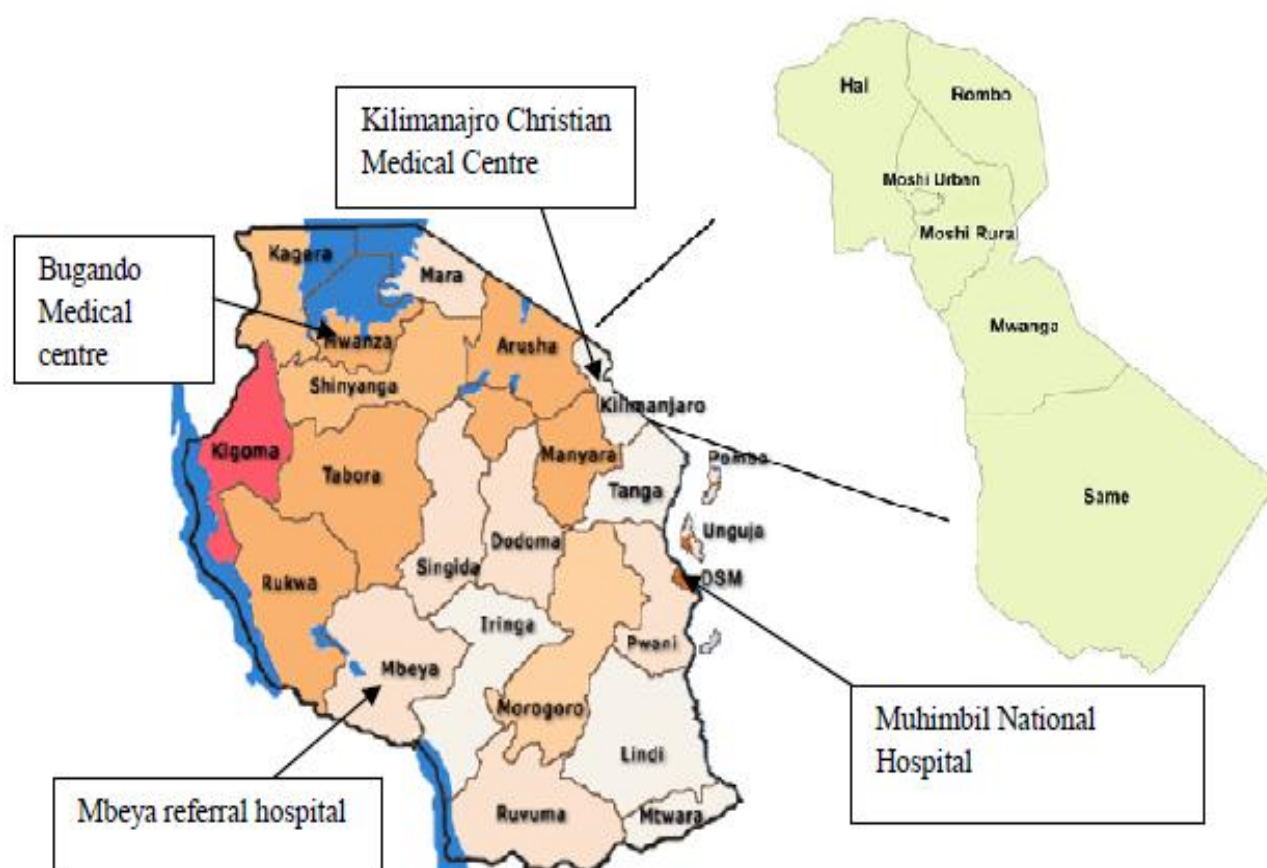 Hai
Rombo
Kilimanajro Christian
Medical Centre
Moshi Urban
Moshi Rural
Kagera
Mara
Bugando
Medical
centre
Mwanza
Arusha
Mwanga
Shinyanga
Kilimanjaro
Kigoma
Tabora
Manyara
Pemba
Tanga
Same
Unguja
Dodoma
Singida
DSM
Rukwa
Iringa
Pwani
Mbeya
Morogoro
Muhimbil National
Hospital
Lindi
Mbeya referral hospital
Ruvuma
Mtwara